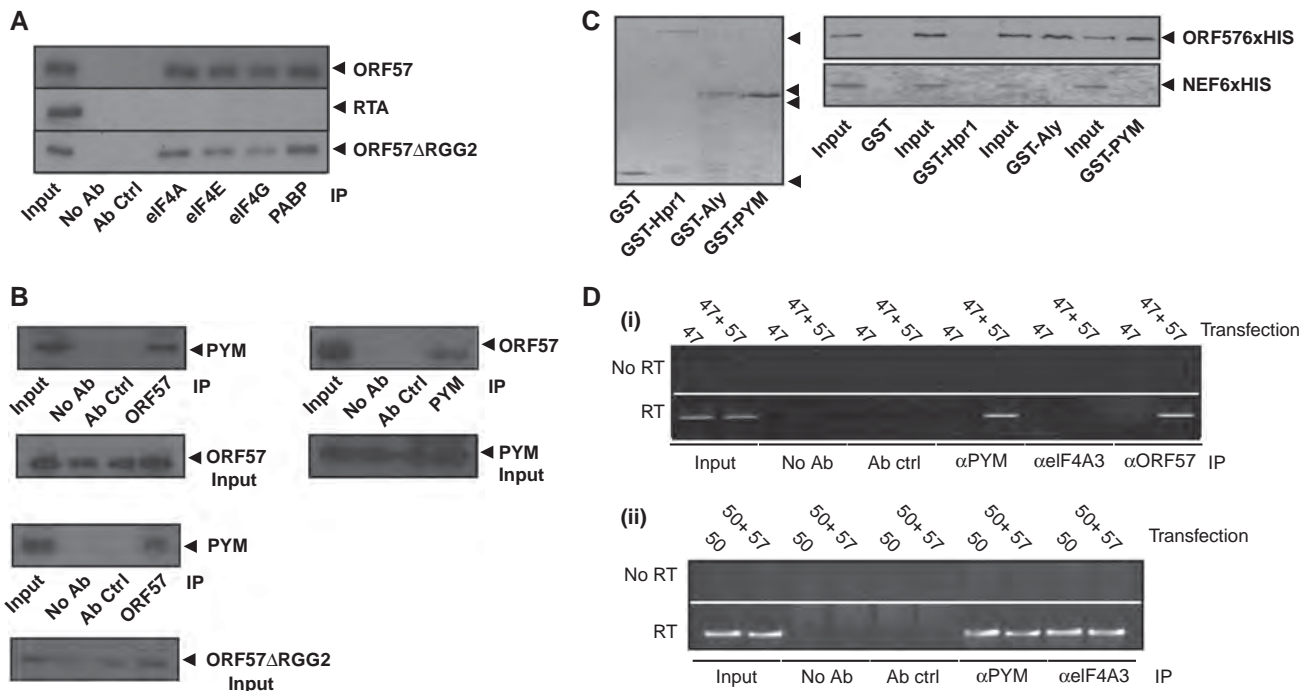 A
ORF57
RTA
ORF57ΔRGG2
Input No Ab Ab Ctrl eIF4A eIF4E eIF4G PABP IP
B
PYM
Input No Ab Ab Ctrl ORF57 IP
ORF57
Input
ORF57
Input No Ab Ab Ctrl PYM IP
PYM
Input
PYM
Input No Ab Ab Ctrl ORF57 IP
ORF57ΔRGG2
Input
C
GST GST-Hpr1 GST-Aly GST-PYM
ORF576xHIS
NEF6xHIS
Input GST Input GST-Hpr1 Input GST-Aly Input GST-PYM
D
(i)
47 47+ 57 47 47+ 57 47 47+ 57 47 47+ 57 47 47+ 57 47 47+ 57 Transfection
No RT
RT
Input No Ab Ab ctrl αPYM αeIF4A3 αORF57 IP
(ii)
50 50+ 57 50 50+ 57 50 50+ 57 50 50+ 57 50 50+ 57 Transfection
No RT
RT
Input No Ab Ab ctrl αPYM αeIF4A3 IP